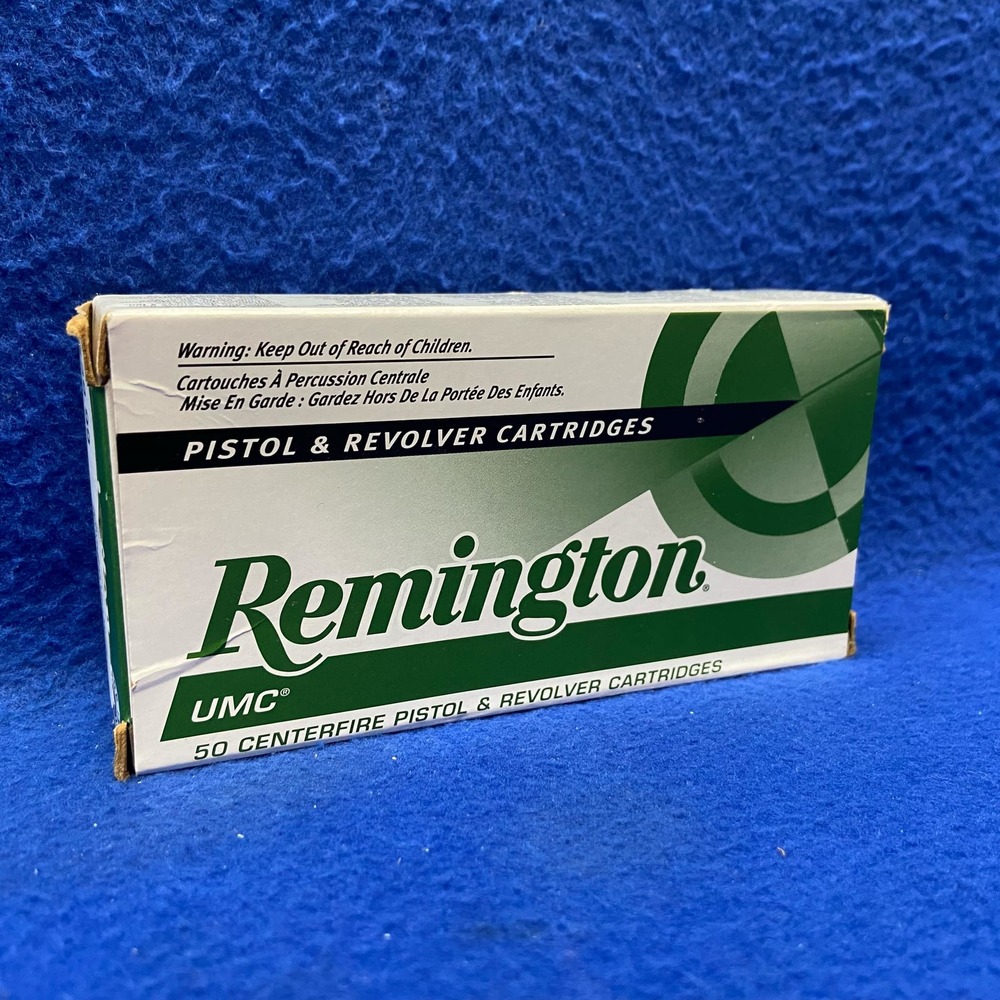 Warning: Keep Out of Reach of Children.
Cartouches À Percussion Centrale
Mise En Garde : Gardez Hors De La Portée Des Enfants.
PISTOL & REVOLVER CARTRIDGES
Remington®
UMC®
50 CENTERFIRE PISTOL & REVOLVER CARTRIDGES